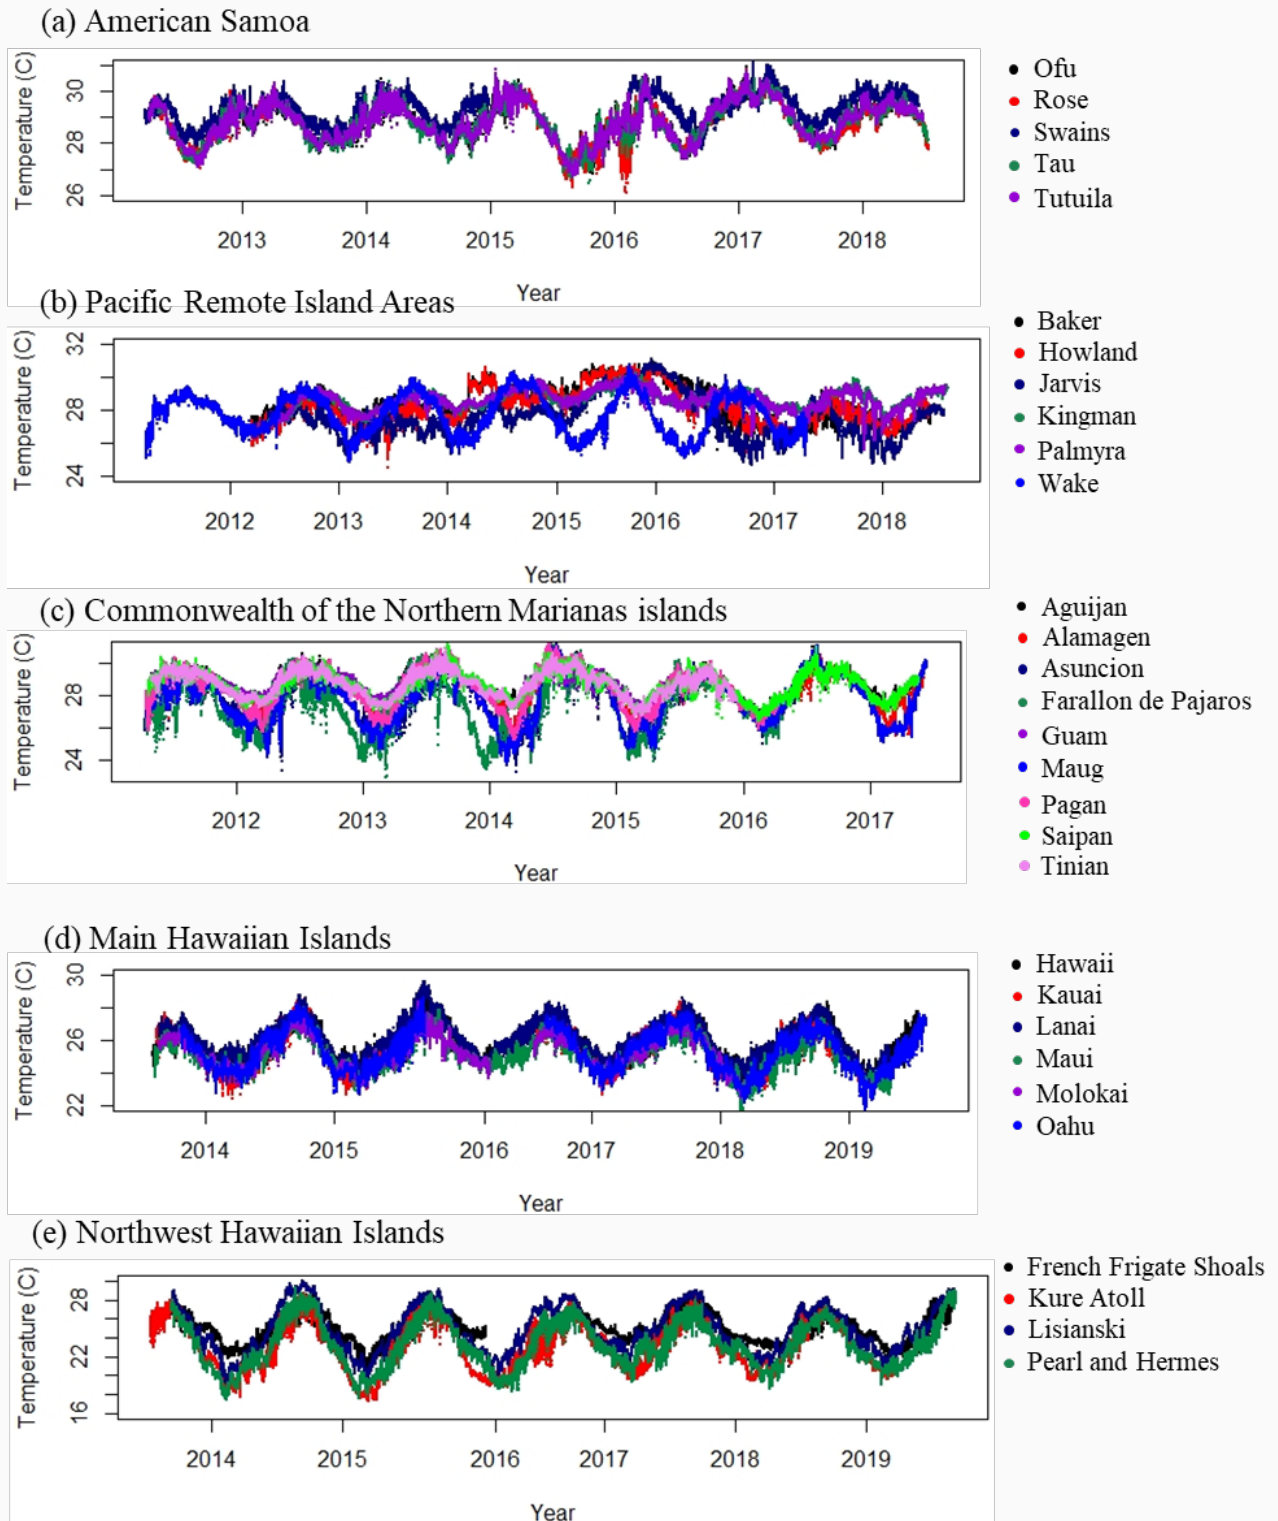 (a) American Samoa
Temperature (C)
30
28
26
2013 2014 2015 2016 2017 2018
Year
Ofu
Rose
Swains
Tau
Tutuila
(b) Pacific Remote Island Areas
Temperature (C)
32
28
24
2012 2013 2014 2015 2016 2017 2018
Year
Baker
Howland
Jarvis
Kingman
Palmyra
Wake
(c) Commonwealth of the Northern Marianas islands
Temperature (C)
28
24
2012 2013 2014 2015 2016 2017
Year
Aguijan
Alamagen
Asuncion
Farallon de Pajaros
Guam
Maug
Pagan
Saipan
Tinian
(d) Main Hawaiian Islands
Temperature (C)
30
26
22
2014 2015 2016 2017 2018 2019
Year
Hawaii
Kauai
Lanai
Maui
Molokai
Oahu
(e) Northwest Hawaiian Islands
Temperature (C)
28
22
16
2014 2015 2016 2017 2018 2019
Year
French Frigate Shoals
Kure Atoll
Lisianski
Pearl and Hermes